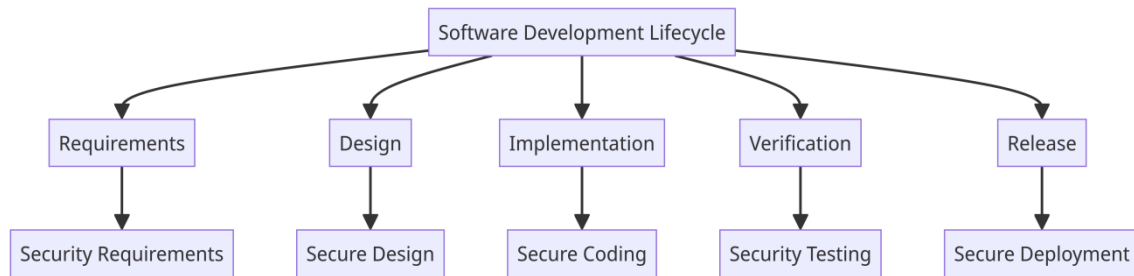 Software Development Lifecycle
Requirements
Design
Implementation
Verification
Release
Security Requirements
Secure Design
Secure Coding
Security Testing
Secure Deployment